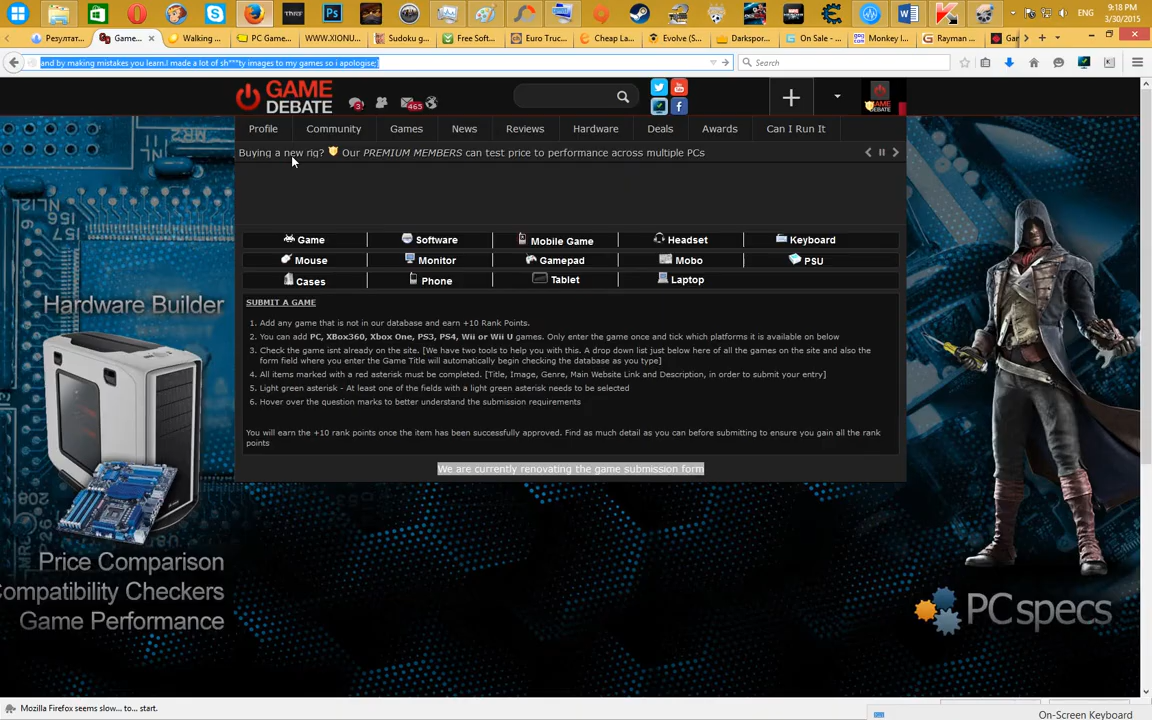 9:18 PM
ENG
3/30/2015
Резултат...
Game...
Walking ...
PC Game...
WWW.XIONU...
Sudoku g...
Free Soft...
Euro Truc...
Cheap La...
Evolve (S...
Darkspor...
On Sale - ...
Monkey I...
Rayman ...
and by making mistakes you learn.I made a lot of sh***ty images to my games so i apologise;'
Search
GAME
DEBATE
3
465
Profile
Community
Games
News
Reviews
Hardware
Deals
Awards
Can I Run It
Buying a new rig? Our PREMIUM MEMBERS can test price to performance across multiple PCs
Game
Software
Mobile Game
Headset
Keyboard
Mouse
Monitor
Gamepad
Mobo
PSU
Cases
Phone
Tablet
Laptop
SUBMIT A GAME
1. Add any game that is not in our database and earn +10 Rank Points.
2. You can add PC, XBox360, Xbox One, PS3, PS4, Wii or Wii U games. Only enter the game once and tick which platforms it is available on below
3. Check the game isnt already on the site. [We have two tools to help you with this. A drop down list just below here of all the games on the site and also the
form field where you enter the Game Title will automatically begin checking the database as you type]
4. All items marked with a red asterisk must be completed. [Title, Image, Genre, Main Website Link and Description, in order to submit your entry]
5. Light green asterisk - At least one of the fields with a light green asterisk needs to be selected
6. Hover over the question marks to better understand the submission requirements
You will earn the +10 rank points once the item has been successfully approved. Find as much detail as you can before submitting to ensure you gain all the rank
points
We are currently renovating the game submission form
Hardware Builder
Price Comparison
Compatibility Checkers
Game Performance
PCspecs
Mozilla Firefox seems slow... to... start.
On-Screen Keyboard